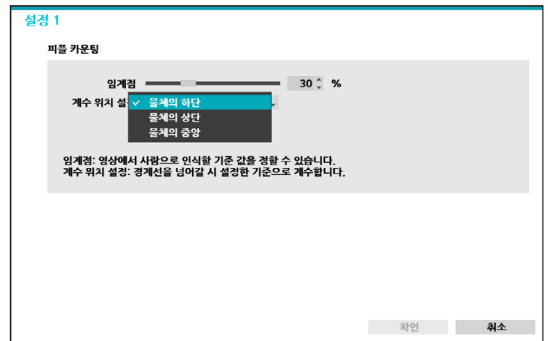 설정 1
피플 카운팅
임계점 30 %
계수 위치 설
✓ 물체의 하단
물체의 상단
물체의 중앙
임계점: 영상에서 사람으로 인식할 기준 값을 정할 수 있습니다.
계수 위치 설정: 경계선을 넘어갈 시 설정한 기준으로 계수합니다.
확인 취소